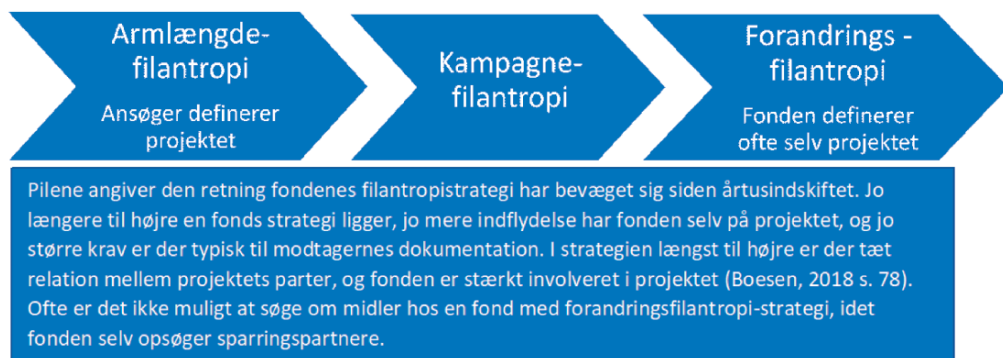 Armlængde-
filantropi
Ansøger definerer
projektet
Kampagne-
filantropi
Forandrings -
filantropi
Fonden definerer
ofte selv projektet
Pilene angiver den retning fondenes filantropistrategi har bevæget sig siden årtusindskiftet. Jo
længere til højre en fonds strategi ligger, jo mere indflydelse har fonden selv på projektet, og jo
større krav er der typisk til modtagernes dokumentation. I strategien længst til højre er der tæt
relation mellem projektets parter, og fonden er stærkt involveret i projektet (Boesen, 2018 s. 78).
Ofte er det ikke muligt at søge om midler hos en fond med forandringsfilantropi-strategi, idet
fonden selv opsøger sparringspartnere.